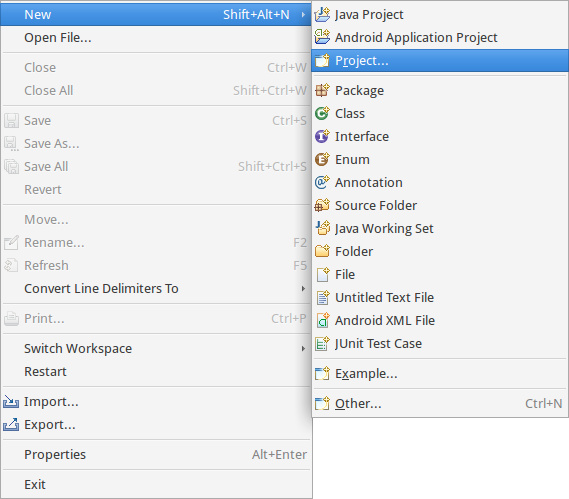 New Shift+Alt+N
Open File...
Close Ctrl+W
Close All Shift+Ctrl+W
Save Ctrl+S
Save As...
Save All Shift+Ctrl+S
Revert
Move...
Rename... F2
Refresh F5
Convert Line Delimiters To
Print... Ctrl+P
Switch Workspace
Restart
Import...
Export...
Properties Alt+Enter
Exit
Java Project
Android Application Project
Project...
Package
Class
Interface
Enum
Annotation
Source Folder
Java Working Set
Folder
File
Untitled Text File
Android XML File
JUnit Test Case
Example...
Other... Ctrl+N